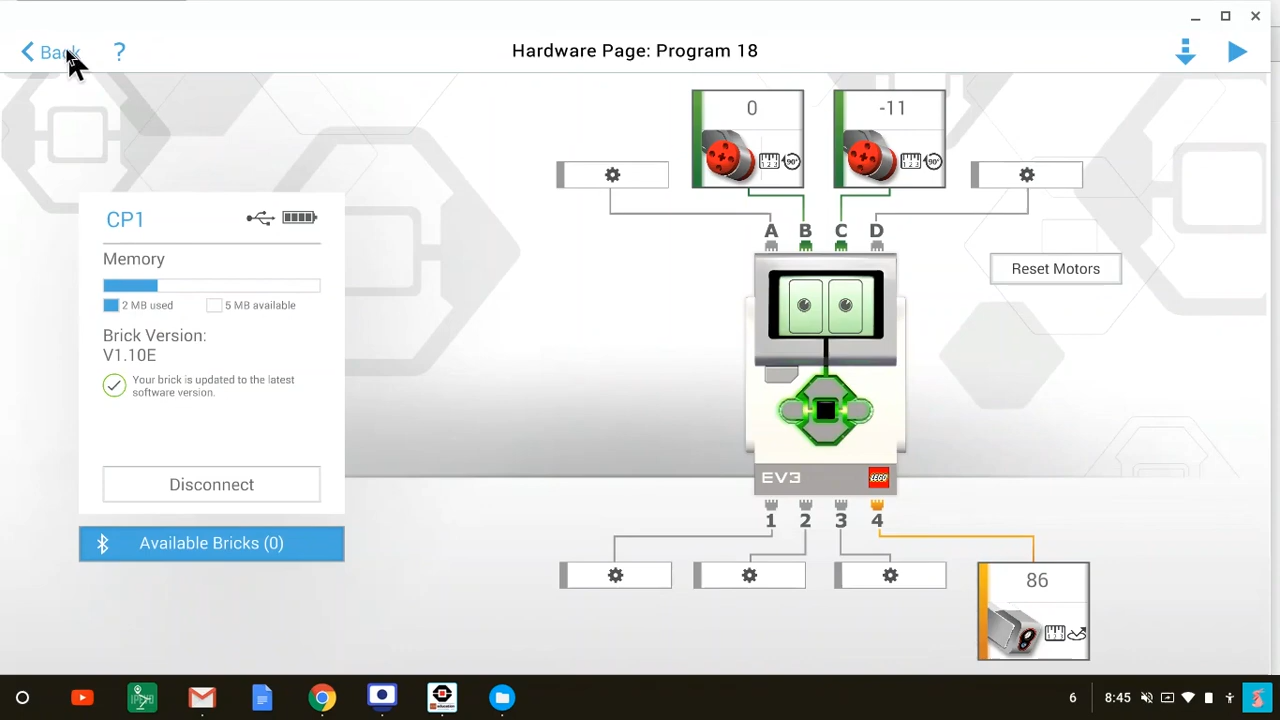 Back
?
Hardware Page: Program 18
0
-11
A B C D
CP1
Memory
2 MB used
5 MB available
Brick Version:
V1.10E
Your brick is updated to the latest
software version.
Disconnect
Available Bricks (0)
Reset Motors
EV3
LEGO
1 2 3 4
86
6
8:45